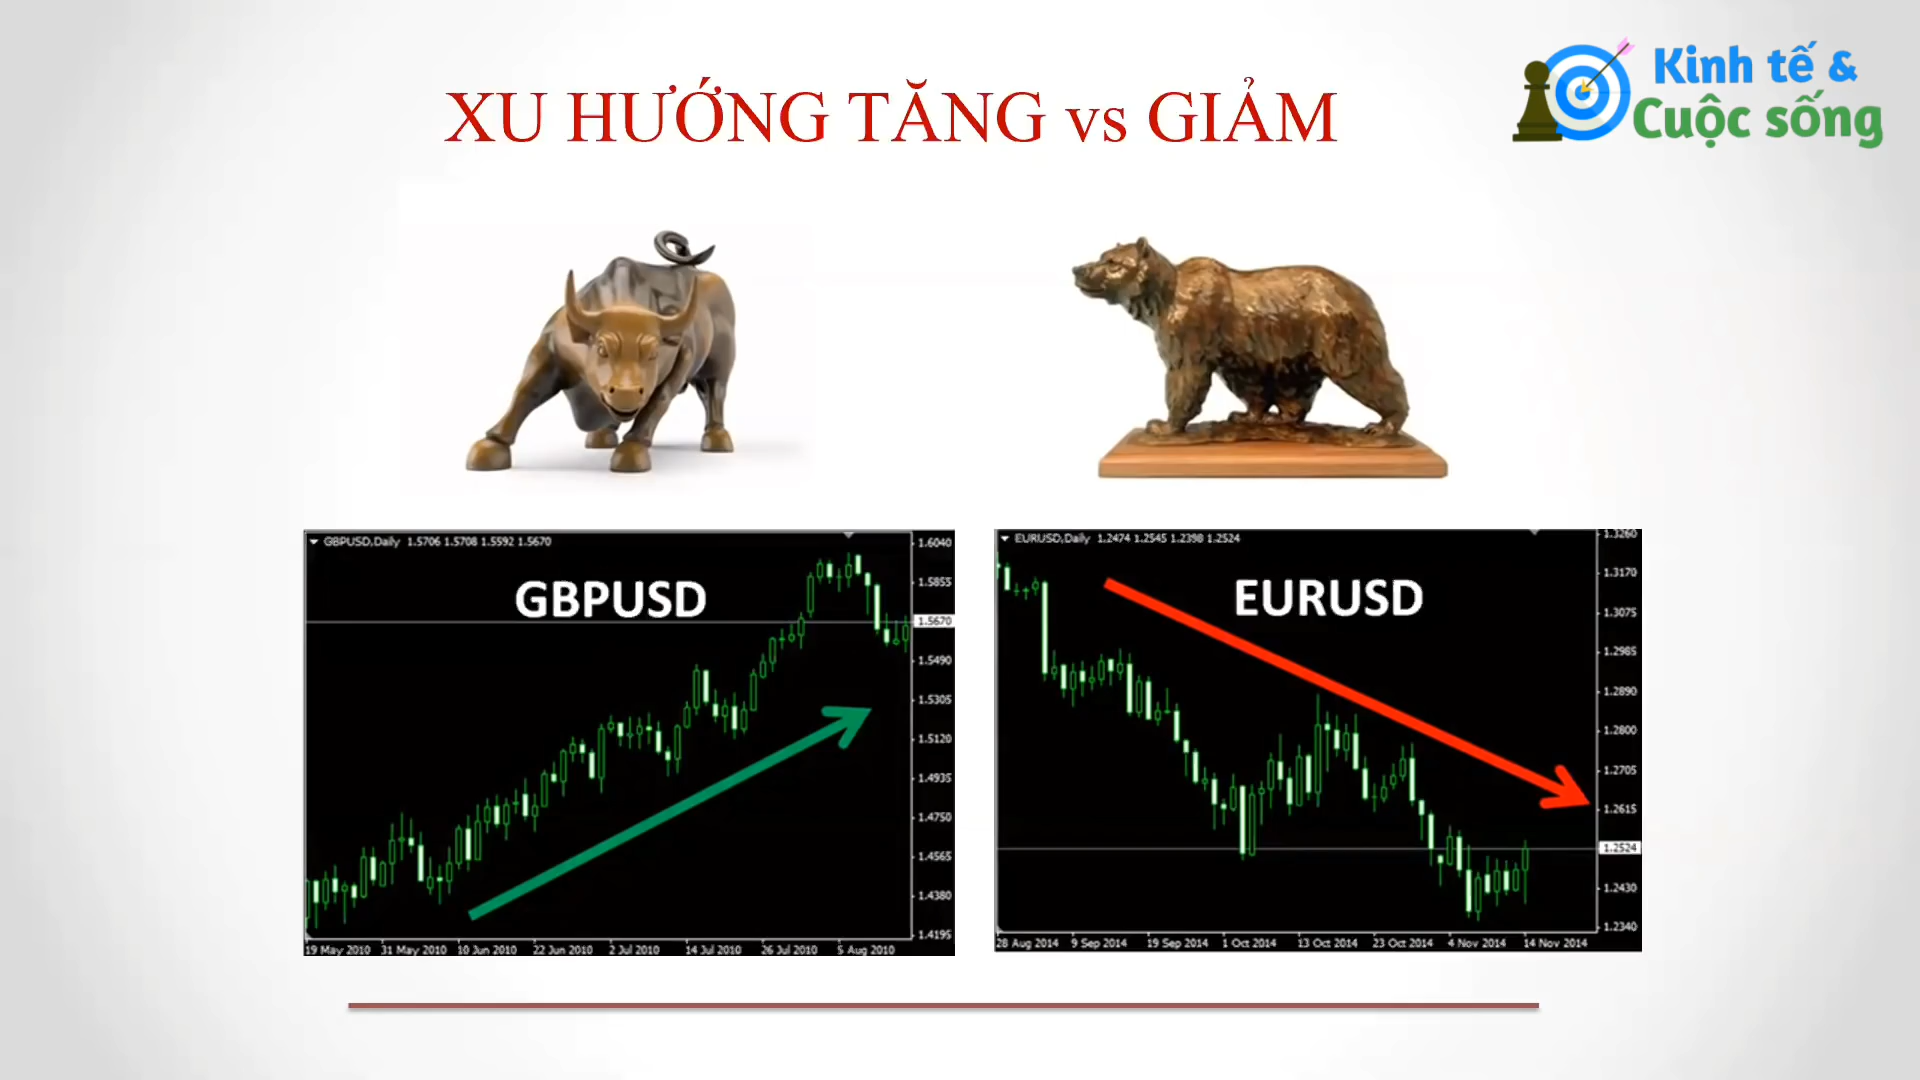 XU HƯỚNG TĂNG vs GIẢM
Kinh tế &
Cuộc sống
GBPUSD,Daily 1.5706 1.5708 1.5592 1.5670
GBPUSD
1.6040
1.5855
1.5670
1.5490
1.5305
1.5120
1.4935
1.4750
1.4565
1.4380
1.4195
19 May 2010 31 May 2010 10 Jun 2010 22 Jun 2010 2 Jul 2010 14 Jul 2010 26 Jul 2010 5 Aug 2010
EURUSD,Daily 1.2474 1.2545 1.2398 1.2524
EURUSD
1.3260
1.3170
1.3075
1.2985
1.2890
1.2800
1.2705
1.2615
1.2524
1.2430
1.2340
28 Aug 2014 9 Sep 2014 19 Sep 2014 1 Oct 2014 13 Oct 2014 23 Oct 2014 4 Nov 2014 14 Nov 2014